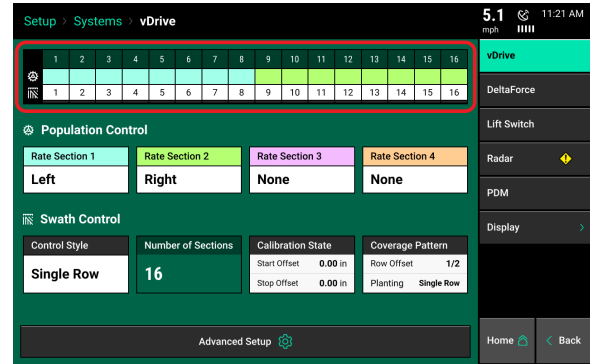 Setup > Systems > vDrive
5.1 mph
11:21 AM
1 2 3 4 5 6 7 8 9 10 11 12 13 14 15 16
1 2 3 4 5 6 7 8 9 10 11 12 13 14 15 16
Population Control
Rate Section 1 Rate Section 2 Rate Section 3 Rate Section 4
Left Right None None
Swath Control
Control Style Number of Sections Calibration State Coverage Pattern
Single Row
16
Start Offset 0.00 in
Stop Offset 0.00 in
Row Offset 1/2
Planting Single Row
Advanced Setup
vDrive
DeltaForce
Lift Switch
Radar
PDM
Display >
Home < Back